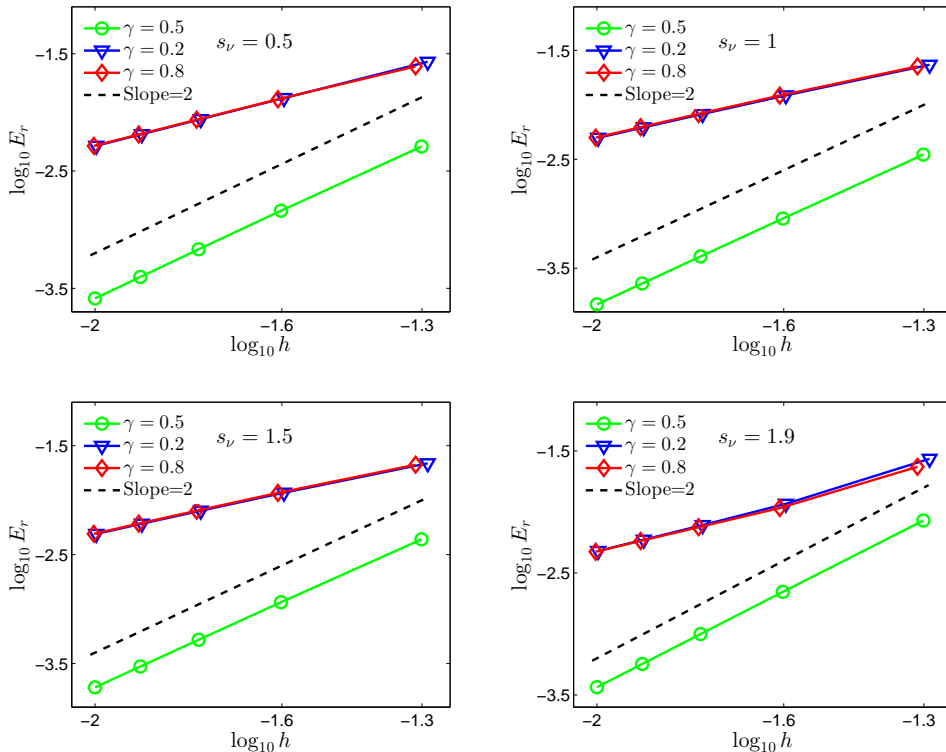 γ = 0.5
γ = 0.2
γ = 0.8
Slope=2
s_ν = 0.5
−1.5
−2.5
−3.5
log₁₀ E_r
−2
−1.6
−1.3
log₁₀ h
γ = 0.5
γ = 0.2
γ = 0.8
Slope=2
s_ν = 1
−1.5
−2.5
−3.5
log₁₀ E_r
−2
−1.6
−1.3
log₁₀ h
γ = 0.5
γ = 0.2
γ = 0.8
Slope=2
s_ν = 1.5
−1.5
−2.5
−3.5
log₁₀ E_r
−2
−1.6
−1.3
log₁₀ h
γ = 0.5
γ = 0.2
γ = 0.8
Slope=2
s_ν = 1.9
−1.5
−2.5
−3.5
log₁₀ E_r
−2
−1.6
−1.3
log₁₀ h